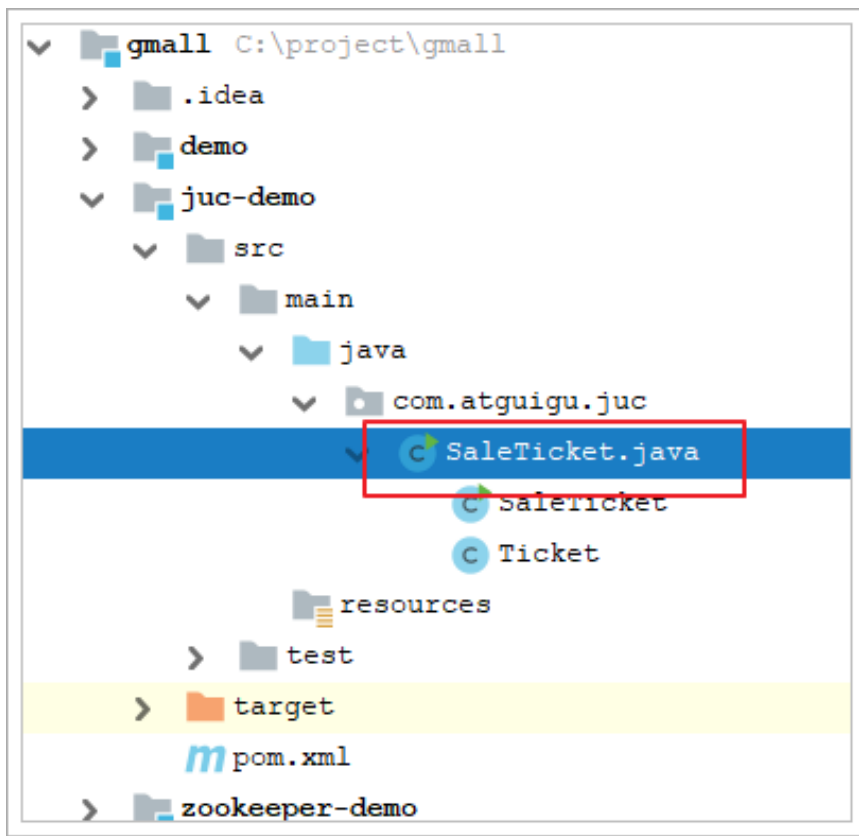 gmall C:\project\gmall
.idea
demo
juc-demo
src
main
java
com.atguigu.juc
SaleTicket.java
SaleTicket
Ticket
resources
test
target
pom.xml
zookeeper-demo